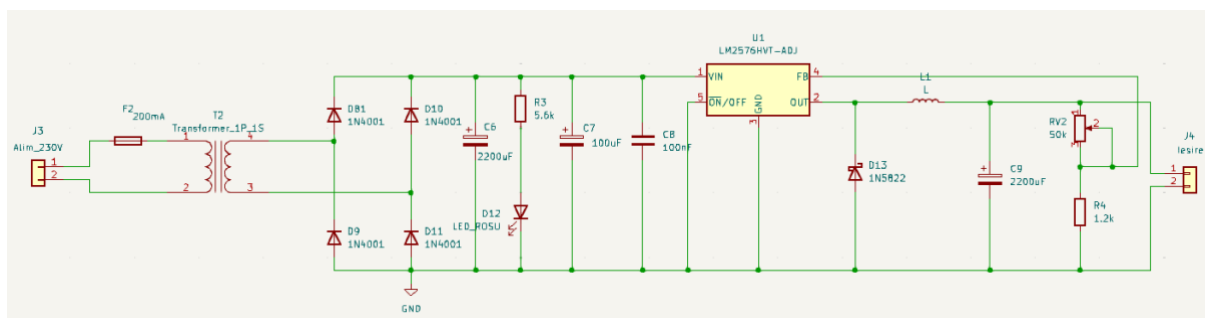 J3
Alim_230V
1
2
F2
200mA
T2
Transformer_1P_1S
1
2
4
3
D81
1N4001
D10
1N4001
D9
1N4001
D11
1N4001
GND
C6
2200uF
R3
5.6k
D12
LED_ROSU
C7
100uF
C8
100nF
U1
LM2576HVT-ADJ
1
VIN
FB
4
5
ON/OFF
GND
OUT
2
3
L1
L
D13
1N5822
C9
2200uF
RV2
50k
1
2
3
R4
1.2k
J4
Iesire
1
2